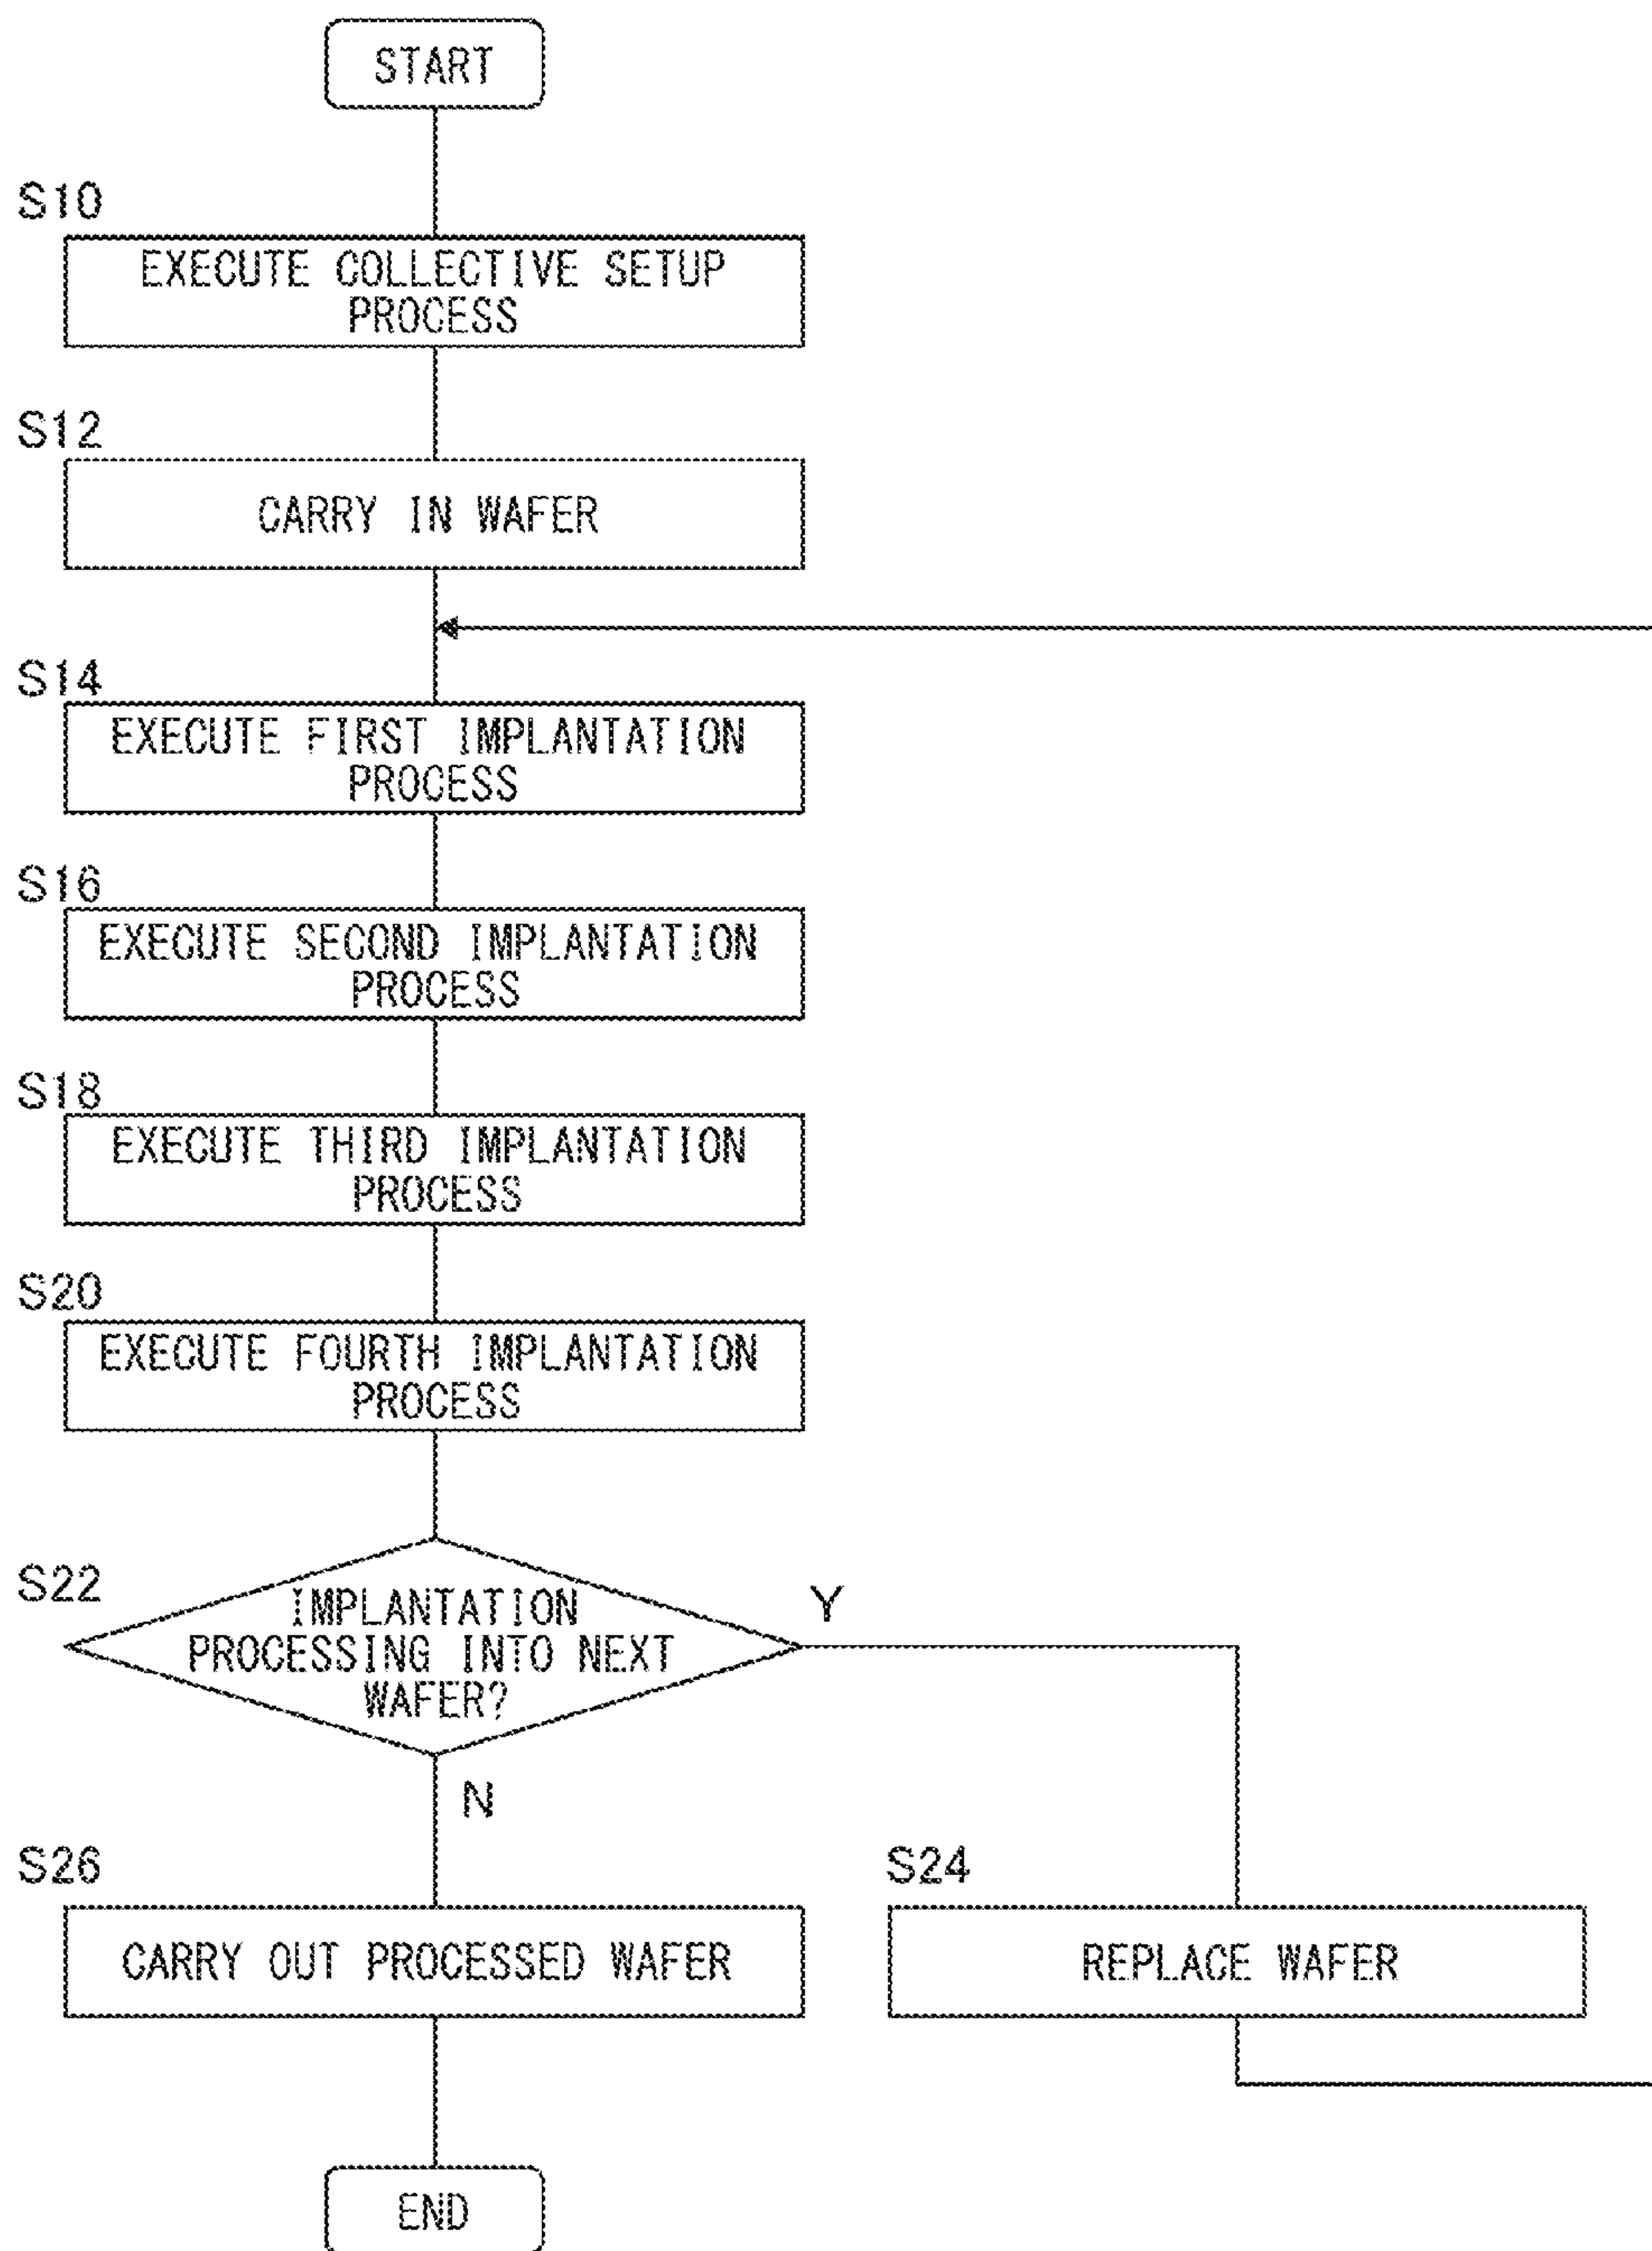 START
S10
EXECUTE COLLECTIVE SETUP
PROCESS
S12
CARRY IN WAFER
S14
EXECUTE FIRST IMPLANTATION
PROCESS
S16
EXECUTE SECOND IMPLANTATION
PROCESS
S18
EXECUTE THIRD IMPLANTATION
PROCESS
S20
EXECUTE FOURTH IMPLANTATION
PROCESS
S22
IMPLANTATION
PROCESSING INTO NEXT
WAFER?
Y
N
S26
CARRY OUT PROCESSED WAFER
S24
REPLACE WAFER
END